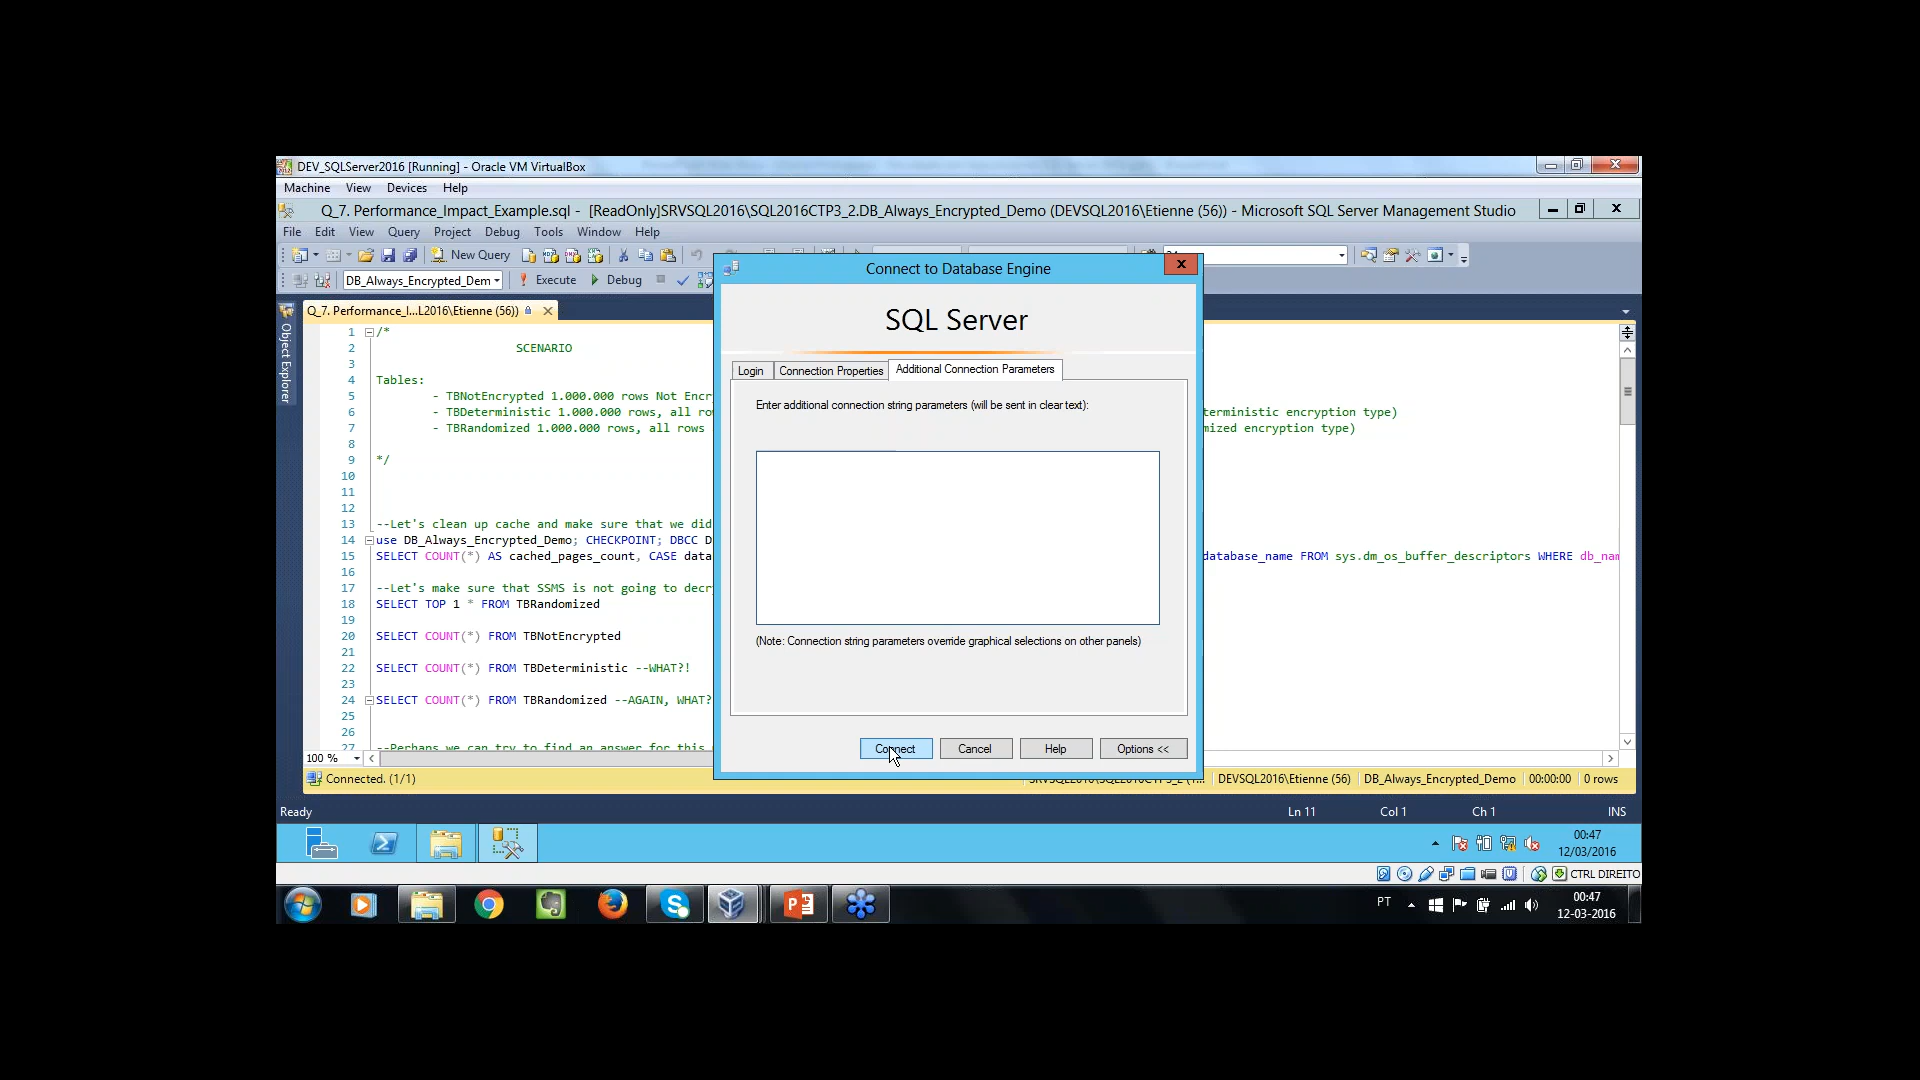 DEV_SQLServer2016 [Running] - Oracle VM VirtualBox
Machine View Devices Help
Q_7. Performance_Impact_Example.sql - [ReadOnly]SRVSQL2016\SQL2016CTP3_2.DB_Always_Encrypted_Demo (DEVSQL2016\Etienne (56)) - Microsoft SQL Server Management Studio
File Edit View Query Project Debug Tools Window Help
New Query
DB_Always_Encrypted_Dem Execute Debug
Connect to Database Engine
SQL Server
Login Connection Properties Additional Connection Parameters
Enter additional connection string parameters (will be sent in clear text):
(Note: Connection string parameters override graphical selections on other panels)
Connect Cancel Help Options <<
Object Explorer
Q_7. Performance_I...L2016\Etienne (56))
1 /*
2 SCENARIO
3
4 Tables:
5 - TBNotEncrypted 1.000.000 rows Not Encr
6 - TBDeterministic 1.000.000 rows, all ro terministic encryption type)
7 - TBRandomized 1.000.000 rows, all rows mized encryption type)
8
9 */
10
11
12
13 --Let's clean up cache and make sure that we did
14 use DB_Always_Encrypted_Demo; CHECKPOINT; DBCC D
15 SELECT COUNT(*) AS cached_pages_count, CASE data database_name FROM sys.dm_os_buffer_descriptors WHERE db_nam
16
17 --Let's make sure that SSMS is not going to decr
18 SELECT TOP 1 * FROM TBRandomized
19
20 SELECT COUNT(*) FROM TBNotEncrypted
21
22 SELECT COUNT(*) FROM TBDeterministic --WHAT?!
23
24 SELECT COUNT(*) FROM TBRandomized --AGAIN, WHAT?
25
26
27 --Perhaps we can try to find an answer for this
100 %
Connected. (1/1) DEVSQL2016\Etienne (56) DB_Always_Encrypted_Demo 00:00:00 0 rows
Ready Ln 11 Col 1 Ch 1 INS
00:47
12/03/2016
CTRL DIREITO
PT 00:47
12-03-2016